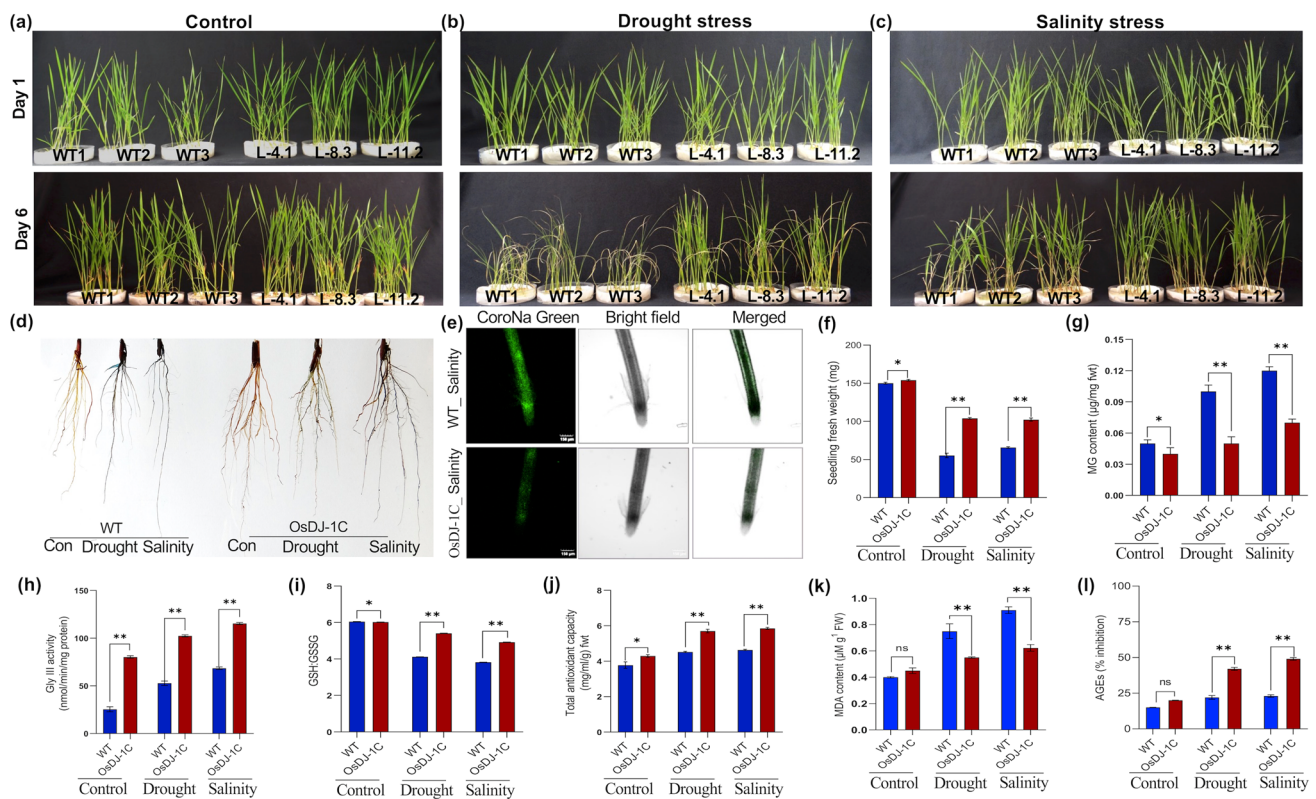 (a) Control (b) Drought stress (c) Salinity stress
Day 1
WT1 WT2 WT3 L-4.1 L-8.3 L-11.2
WT1 WT2 WT3 L-4.1 L-8.3 L-11.2
WT1 WT2 WT3 L-4.1 L-8.3 L-11.2
Day 6
WT1 WT2 WT3 L-4.1 L-8.3 L-11.2
WT1 WT2 WT3 L-4.1 L-8.3 L-11.2
WT1 WT2 WT3 L-4.1 L-8.3 L-11.2
(d)
WT OsDJ-1C
Con Drought Salinity Con Drought Salinity
(e) CoroNa Green Bright field Merged
WT_ Salinity
OsDJ-1C_ Salinity
(f)
Seedling fresh weight (mg)
200
150
100
50
0
* ** **
WT OsDJ-1C WT OsDJ-1C WT OsDJ-1C
Control Drought Salinity
(g)
MG content (µg/mg fwt)
0.15
0.12
0.09
0.06
0.03
0.00
* ** **
WT OsDJ-1C WT OsDJ-1C WT OsDJ-1C
Control Drought Salinity
(h)
Gly III activity
(nmol/min/mg protein)
150
100
50
0
** ** **
WT OsDJ-1C WT OsDJ-1C WT OsDJ-1C
Control Drought Salinity
(i)
GSH:GSSG
8
6
4
2
0
* ** **
WT OsDJ-1C WT OsDJ-1C WT OsDJ-1C
Control Drought Salinity
(j)
Total antioxidant capacity
(mg/ml/g) fwt
8
6
4
2
0
* ** **
WT OsDJ-1C WT OsDJ-1C WT OsDJ-1C
Control Drought Salinity
(k)
MDA content (µM g-1 FW)
1.0
0.8
0.6
0.4
0.2
0.0
ns ** **
WT OsDJ-1C WT OsDJ-1C WT OsDJ-1C
Control Drought Salinity
(l)
AGEs (% inhibition)
100
75
50
25
0
ns ** **
WT OsDJ-1C WT OsDJ-1C WT OsDJ-1C
Control Drought Salinity